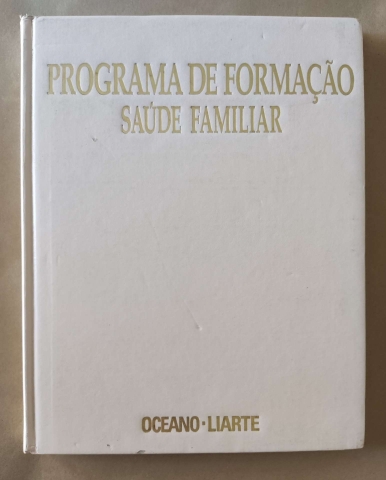 PROGRAMA DE FORMAÇÃO
SAÚDE FAMILIAR
OCEANO·LIARTE